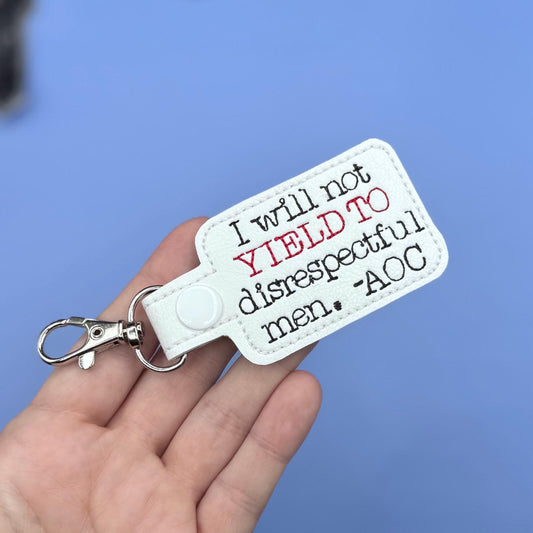 I will not
YIELD TO
disrespectful
men. -AOC